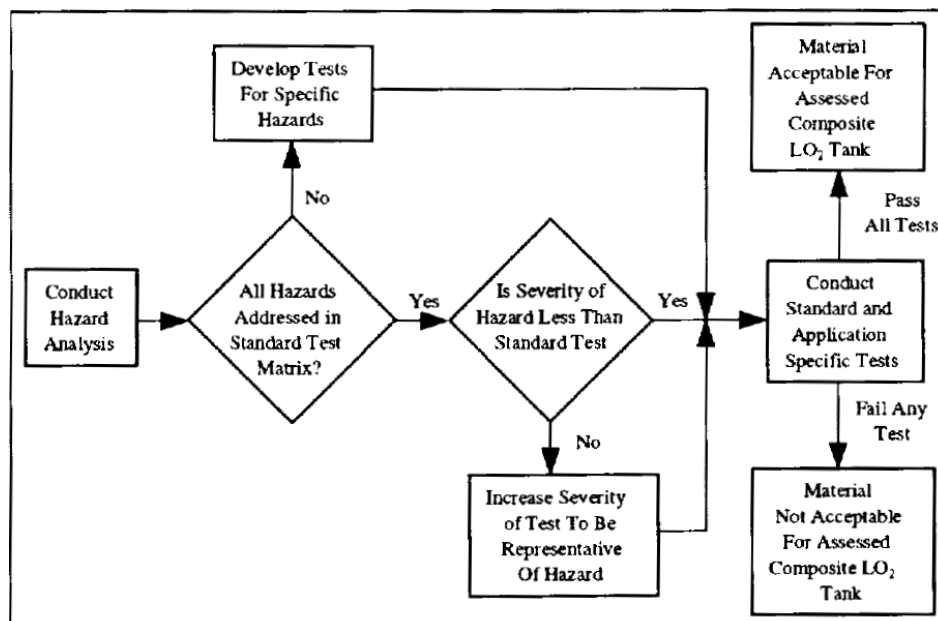 Develop Tests
For Specific
Hazards
Material
Acceptable For
Assessed
Composite
LO₂ Tank
No
Pass
All Tests
Conduct
Hazard
Analysis
All Hazards
Addressed in
Standard Test
Matrix?
Yes
Is Severity of
Hazard Less Than
Standard Test
Yes
Conduct
Standard and
Application
Specific Tests
No
Fail Any
Test
Increase Severity
of Test To Be
Representative
Of Hazard
Material
Not Acceptable
For Assessed
Composite LO₂
Tank